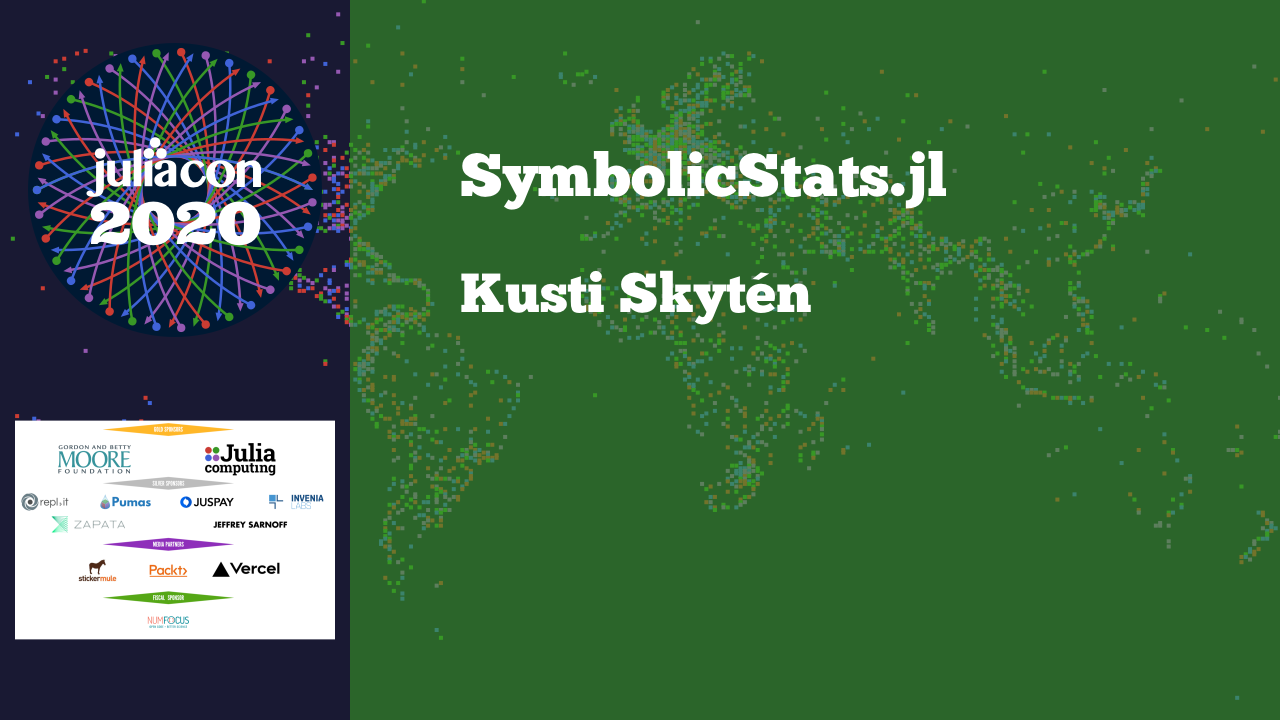 juliacon
2020
SymbolicStats.jl
Kusti Skytén
GOLD SPONSORS
GORDON AND BETTY
MOORE
FOUNDATION
Julia
computing
SILVER SPONSORS
repl.it
Pumas
JUSPAY
INVENIA
LABS
ZAPATA
JEFFREY SARNOFF
MEDIA PARTNERS
stickermule
Packt
Vercel
FISCAL SPONSOR
NUMFOCUS